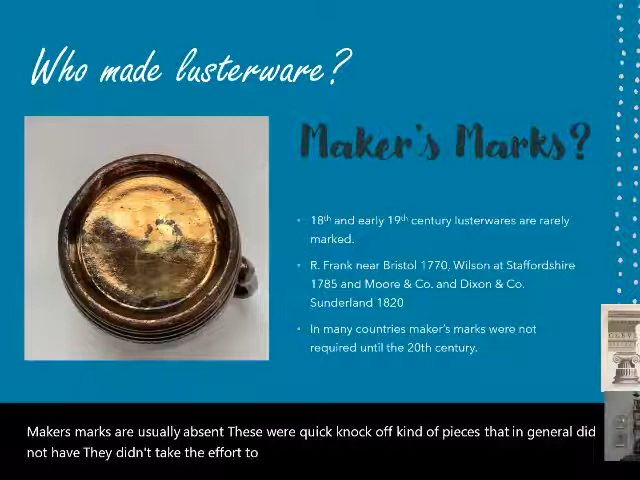 Who made lusterware?
Maker's Marks?
18th and early 19th century lusterwares are rarely
marked.
R. Frank near Bristol 1770, Wilson at Staffordshire
1785 and Moore & Co. and Dixon & Co.
Sunderland 1820
In many countries maker's marks were not
required until the 20th century.
Makers marks are usually absent These were quick knock off kind of pieces that in general did
not have They didn't take the effort to